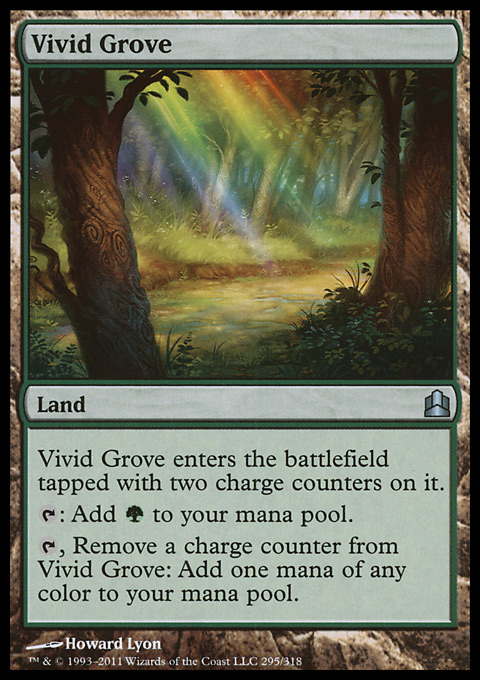 Vivid Grove
Land
Vivid Grove enters the battlefield
tapped with two charge counters on it.
: Add to your mana pool.
, Remove a charge counter from
Vivid Grove: Add one mana of any
color to your mana pool.
Howard Lyon
™ & © 1993–2011 Wizards of the Coast LLC 295/318